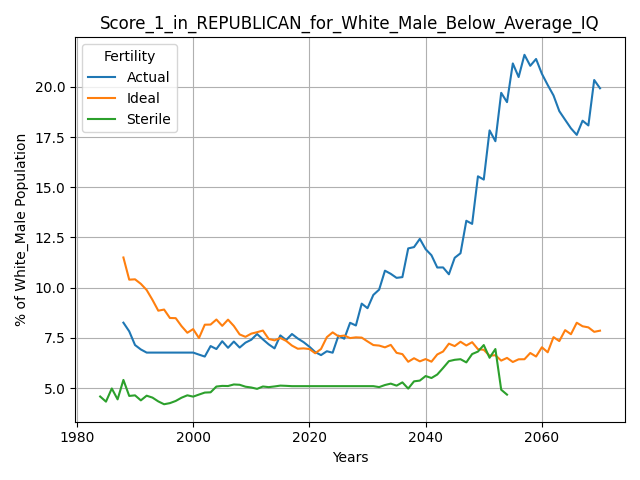 Score_1_in_REPUBLICAN_for_White_Male_Below_Average_IQ
Fertility
Actual
Ideal
Sterile
% of White_Male Population
20.0
17.5
15.0
12.5
10.0
7.5
5.0
1980 2000 2020 2040 2060
Years